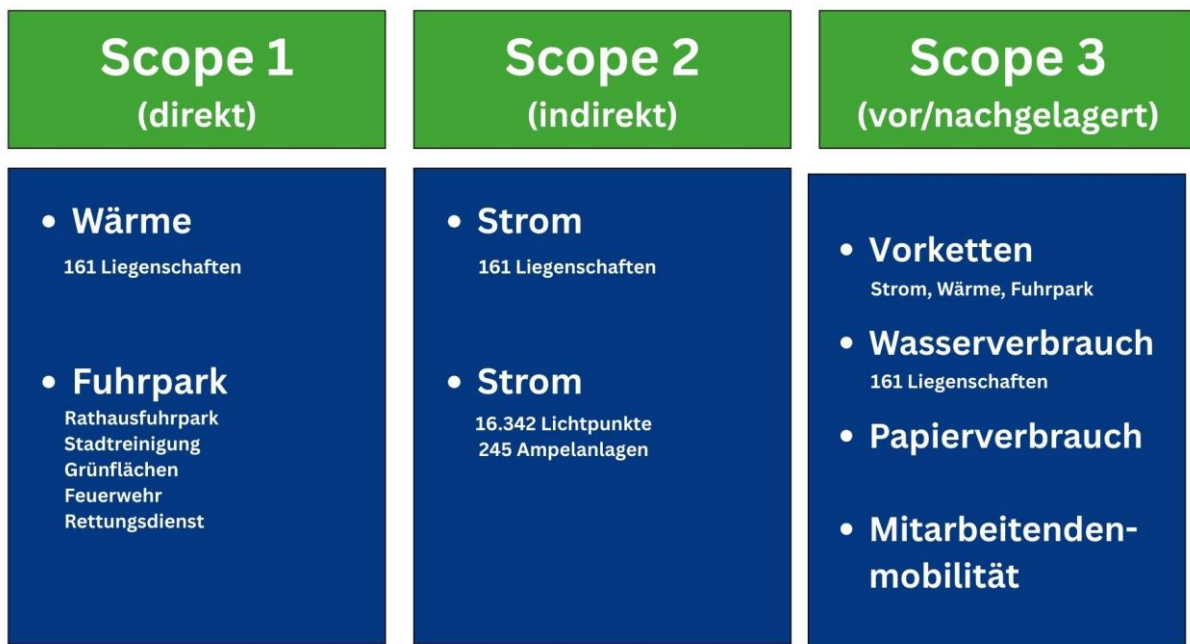 Scope 1
(direkt)
• Wärme
161 Liegenschaften
• Fuhrpark
Rathausfuhrpark
Stadtreinigung
Grünflächen
Feuerwehr
Rettungsdienst
Scope 2
(indirekt)
• Strom
161 Liegenschaften
• Strom
16.342 Lichtpunkte
245 Ampelanlagen
Scope 3
(vor/nachgelagert)
• Vorketten
Strom, Wärme, Fuhrpark
• Wasserverbrauch
161 Liegenschaften
• Papierverbrauch
• Mitarbeitenden-
mobilität